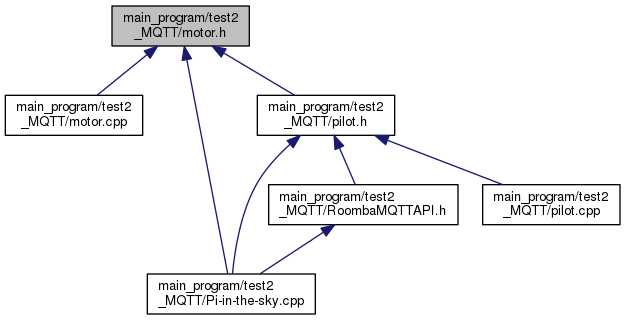 main_program/test2
_MQTT/motor.h
main_program/test2
_MQTT/motor.cpp
main_program/test2
_MQTT/pilot.h
main_program/test2
_MQTT/RoombaMQTTAPI.h
main_program/test2
_MQTT/pilot.cpp
main_program/test2
_MQTT/Pi-in-the-sky.cpp